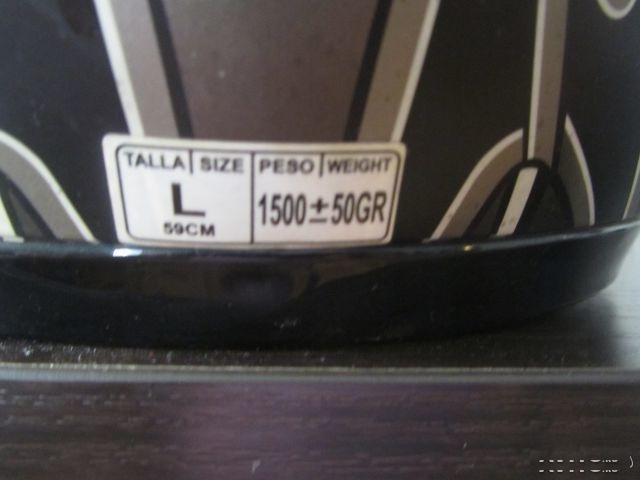 TALLA | SIZE
L
59CM
PESO | WEIGHT
1500±50GR